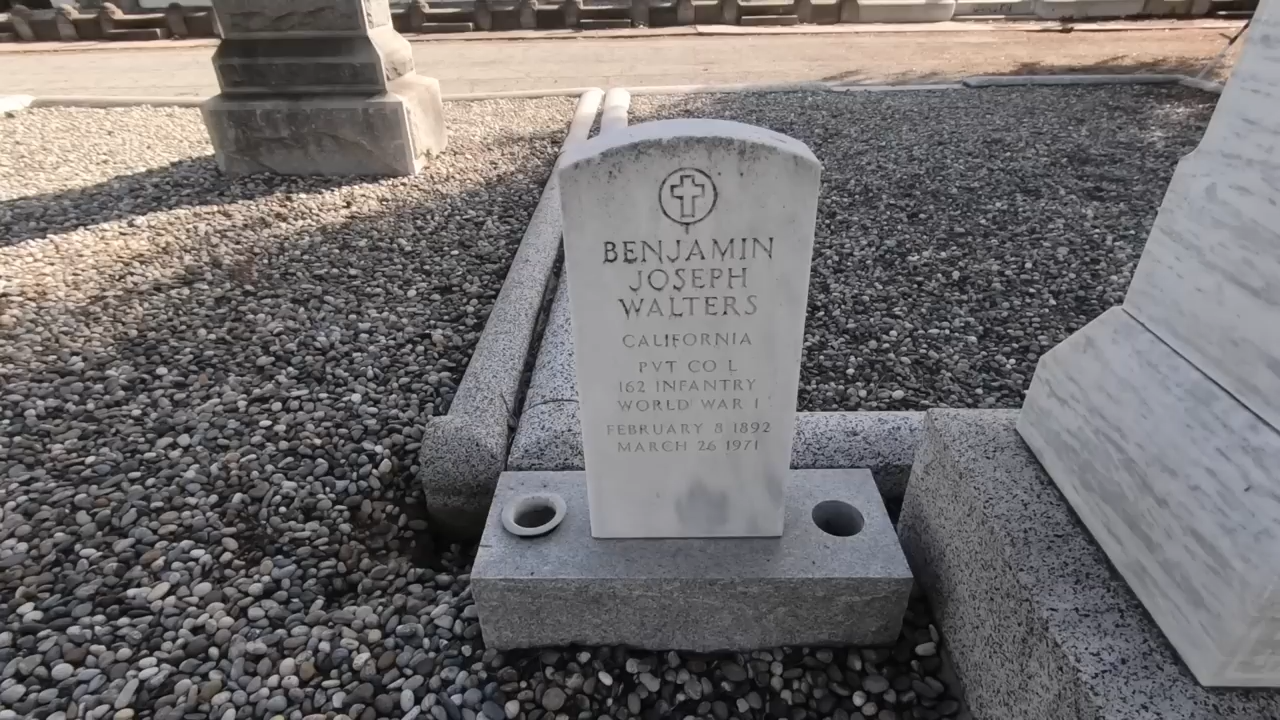 BENJAMIN
JOSEPH
WALTERS
CALIFORNIA
PVT CO L
162 INFANTRY
WORLD WAR I
FEBRUARY 8 1892
MARCH 26 1971